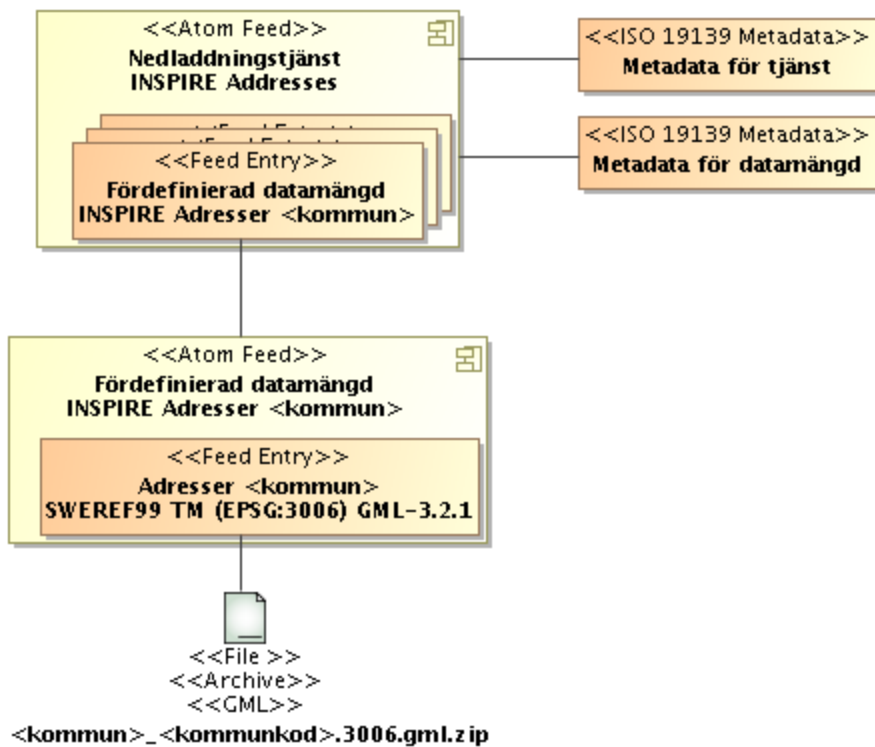 <<Atom Feed>>
Nedladdningstjänst
INSPIRE Addresses
<<Feed Entry>>
Fördefinierad datamängd
INSPIRE Adresser <kommun>
<<ISO 19139 Metadata>>
Metadata för tjänst
<<ISO 19139 Metadata>>
Metadata för datamängd
<<Atom Feed>>
Fördefinierad datamängd
INSPIRE Adresser <kommun>
<<Feed Entry>>
Adresser <kommun>
SWEREF99 TM (EPSG:3006) GML-3.2.1
<<File >>
<<Archive>>
<<GML>>
<kommun>_<kommunkod>.3006.gml.zip